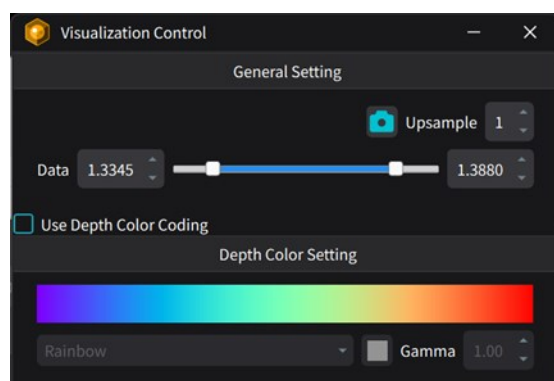 Visualization Control
General Setting
Upsample 1
Data 1.3345 1.3880
Use Depth Color Coding
Depth Color Setting
Rainbow Gamma 1.00